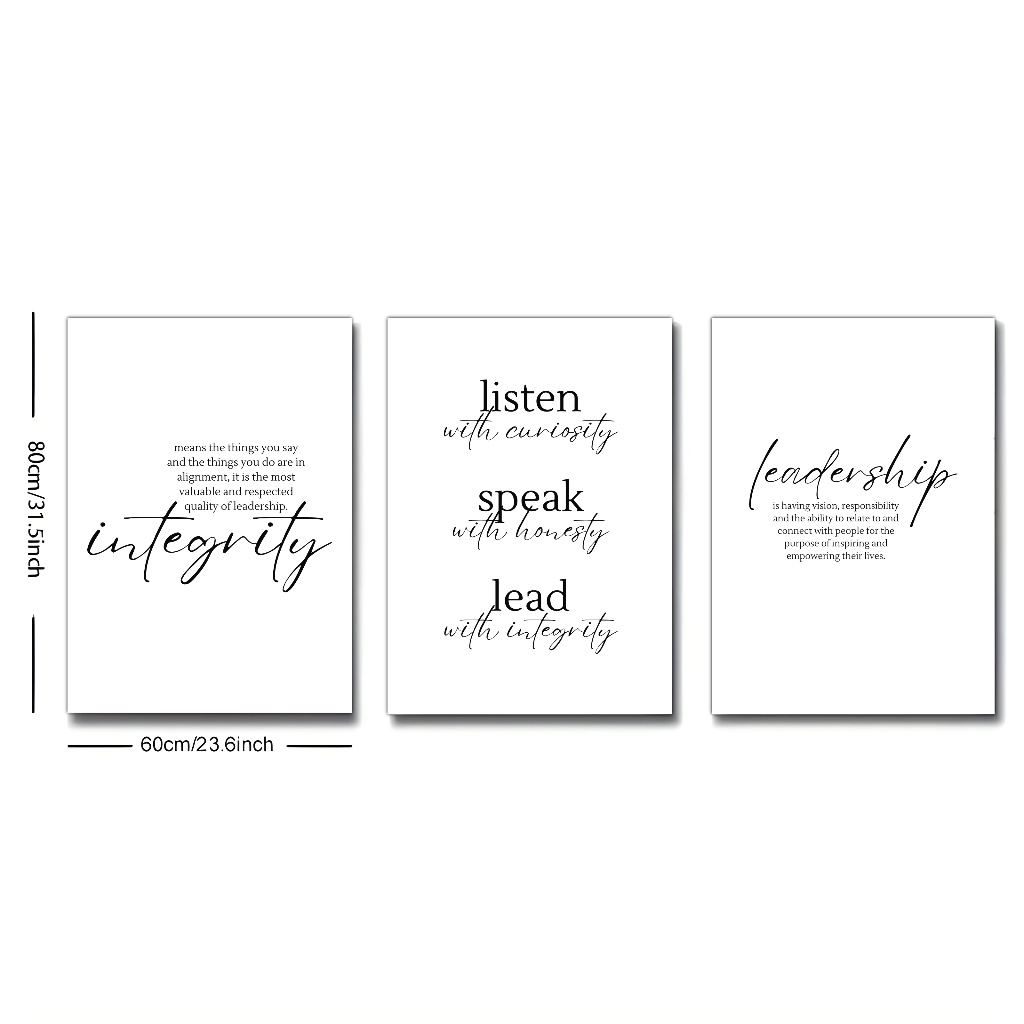 80cm/31.5inch
means the things you say
and the things you do are in
alignment, it is the most
valuable and respected
quality of leadership.
integrity
60cm/23.6inch
listen
with curiosity
speak
with honesty
lead
with integrity
leadership
is having vision, responsibility
and the ability to relate to and
connect with people for the
purpose of inspiring and
empowering their lives.